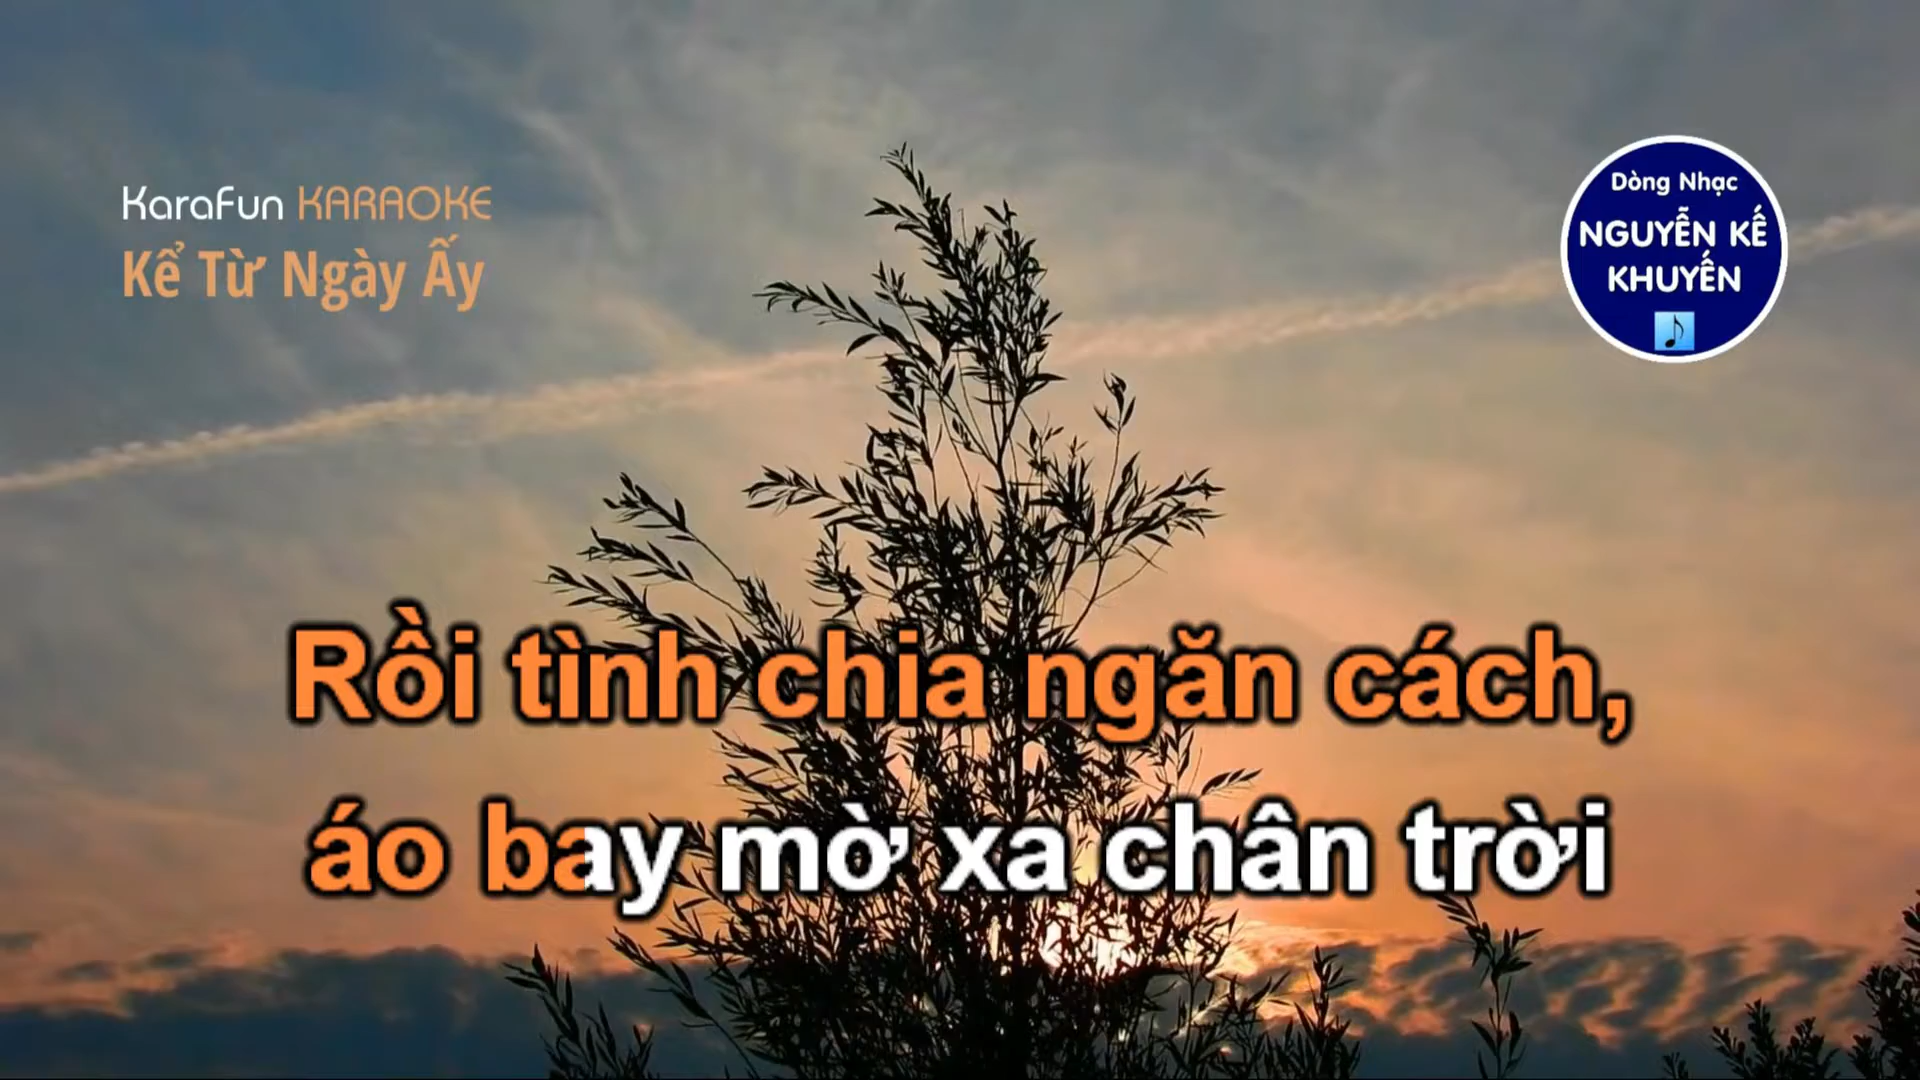 KaraFun KARAOKE
Kể Từ Ngày Ấy
Dòng Nhạc
NGUYỄN KẾ
KHUYẾN
Rồi tình chia ngăn cách,
áo bay mờ xa chân trời